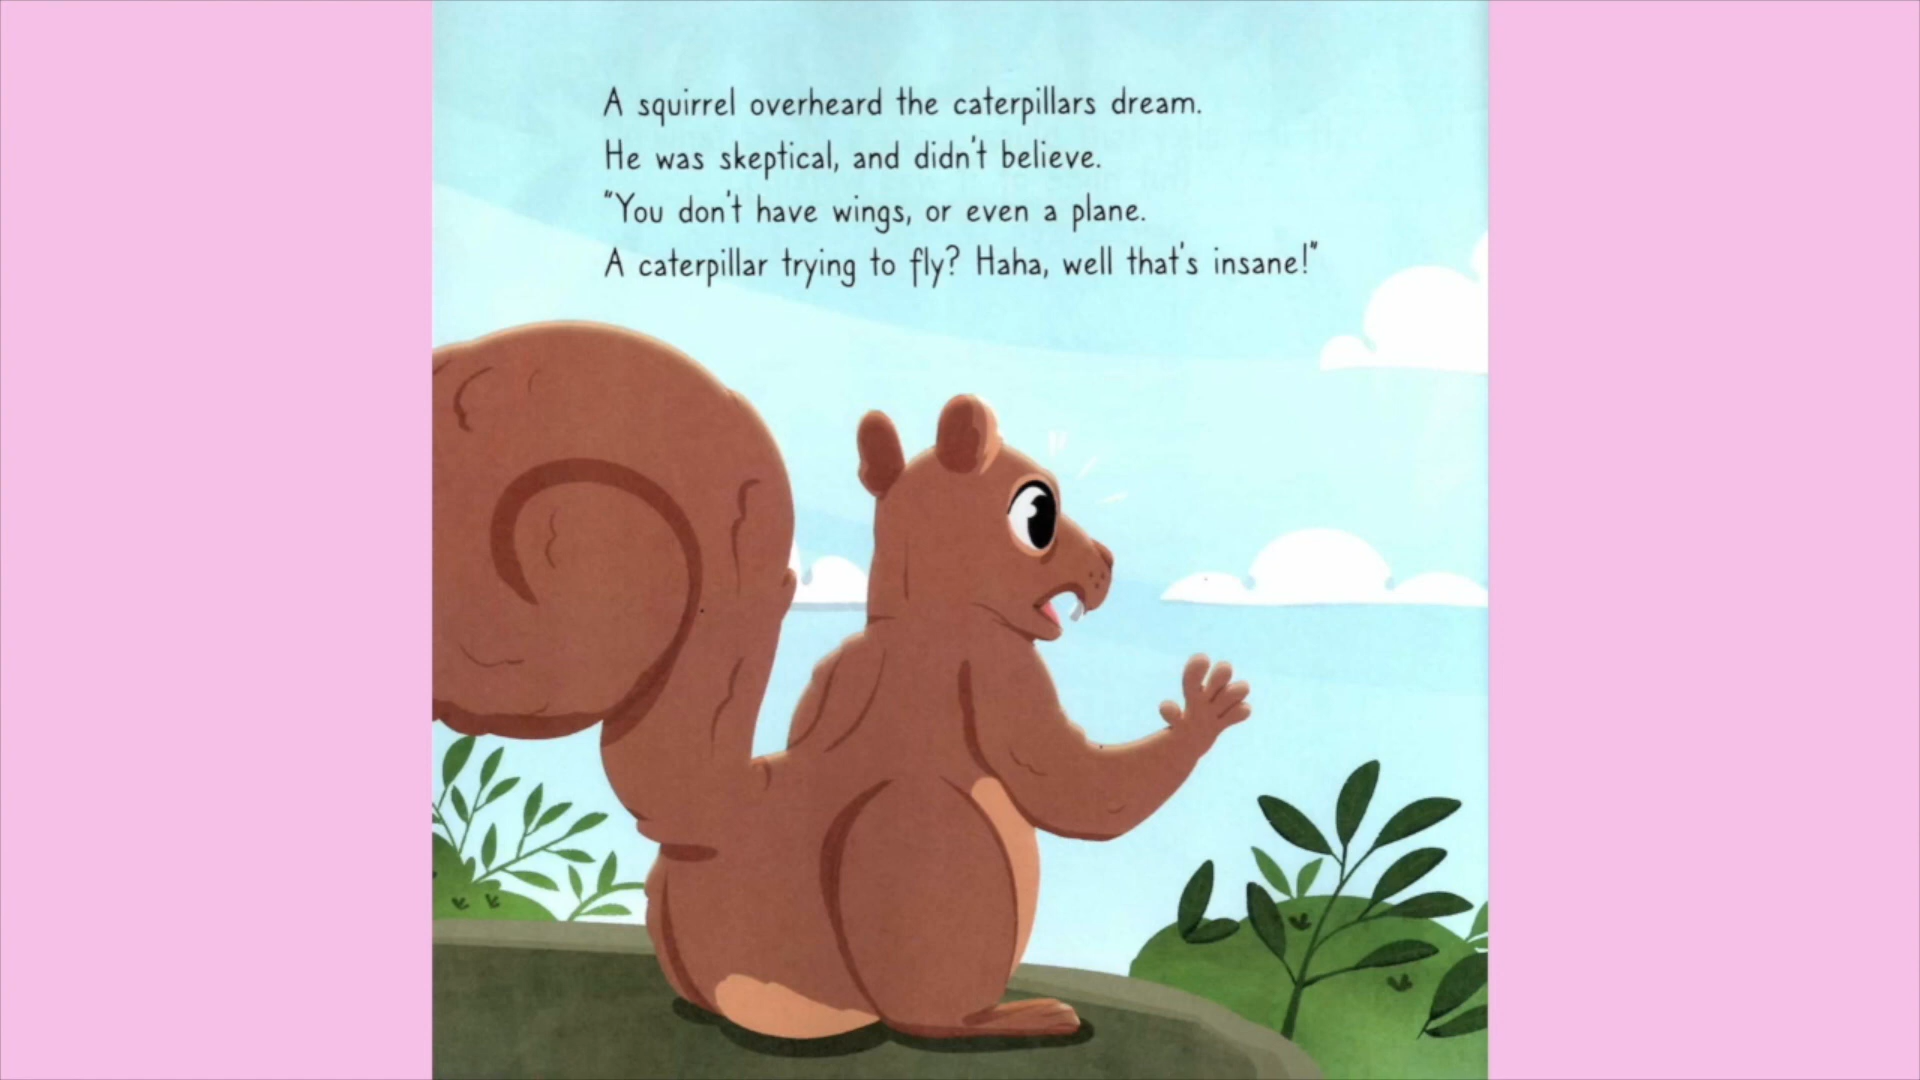 A squirrel overheard the caterpillars dream.
He was skeptical, and didn't believe.
"You don't have wings, or even a plane.
A caterpillar trying to fly? Haha, well that's insane!"